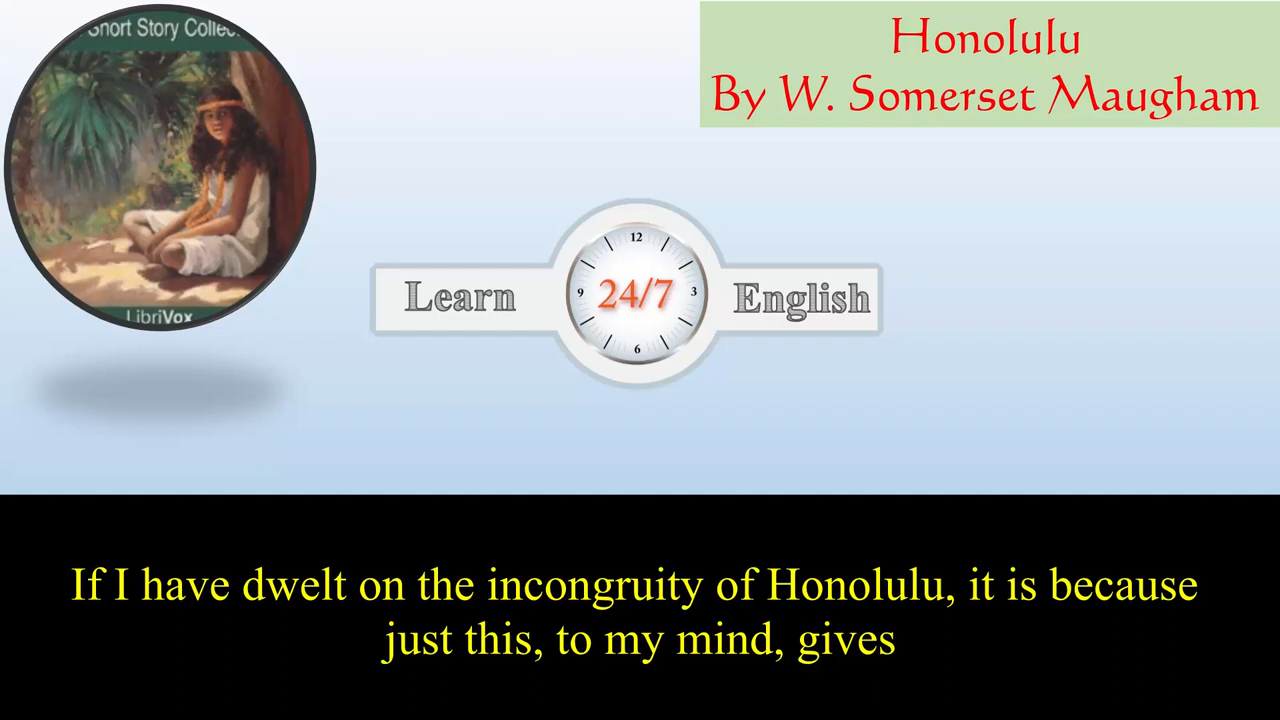 Short Story Collec
Honolulu
By W. Somerset Maugham
LibriVox
Learn
12
9
24/7
3
6
English
If I have dwelt on the incongruity of Honolulu, it is because
just this, to my mind, gives